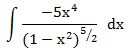 ∫ −5x⁴ / (1 − x²)^(5/2) dx